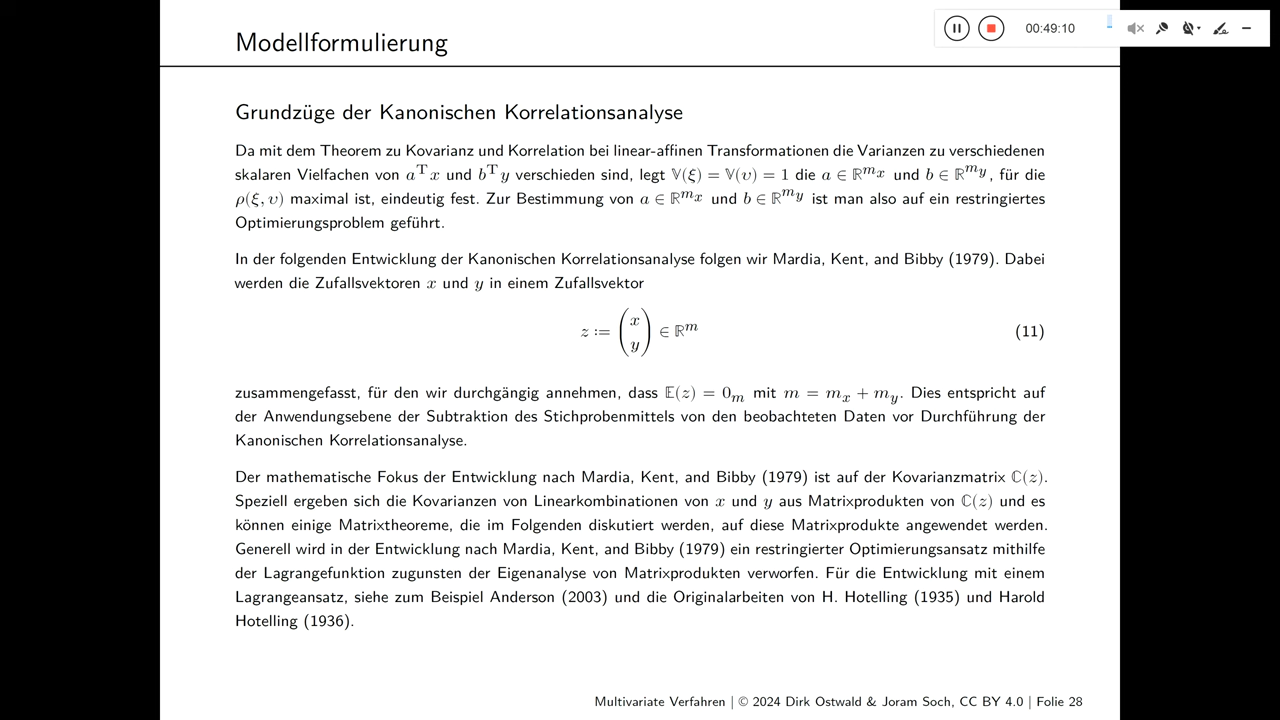 Modellformulierung
00:49:10
Grundzüge der Kanonischen Korrelationsanalyse
Da mit dem Theorem zu Kovarianz und Korrelation bei linear-affinen Transformationen die Varianzen zu verschiedenen
skalaren Vielfachen von aᵀx und bᵀy verschieden sind, legt 𝕍(ξ) = 𝕍(υ) = 1 die a ∈ ℝ^{m_x} und b ∈ ℝ^{m_y}, für die
ρ(ξ, υ) maximal ist, eindeutig fest. Zur Bestimmung von a ∈ ℝ^{m_x} und b ∈ ℝ^{m_y} ist man also auf ein restringiertes
Optimierungsproblem geführt.
In der folgenden Entwicklung der Kanonischen Korrelationsanalyse folgen wir Mardia, Kent, and Bibby (1979). Dabei
werden die Zufallsvektoren x und y in einem Zufallsvektor
z := (x y) ∈ ℝ^m (11)
zusammengefasst, für den wir durchgängig annehmen, dass 𝔼(z) = 0_m mit m = m_x + m_y. Dies entspricht auf
der Anwendungsebene der Subtraktion des Stichprobenmittels von den beobachteten Daten vor Durchführung der
Kanonischen Korrelationsanalyse.
Der mathematische Fokus der Entwicklung nach Mardia, Kent, and Bibby (1979) ist auf der Kovarianzmatrix ℂ(z).
Speziell ergeben sich die Kovarianzen von Linearkombinationen von x und y aus Matrixprodukten von ℂ(z) und es
können einige Matrixtheoreme, die im Folgenden diskutiert werden, auf diese Matrixprodukte angewendet werden.
Generell wird in der Entwicklung nach Mardia, Kent, and Bibby (1979) ein restringierter Optimierungsansatz mithilfe
der Lagrangefunktion zugunsten der Eigenanalyse von Matrixprodukten verworfen. Für die Entwicklung mit einem
Lagrangeansatz, siehe zum Beispiel Anderson (2003) und die Originalarbeiten von H. Hotelling (1935) und Harold
Hotelling (1936).
Multivariate Verfahren | © 2024 Dirk Ostwald & Joram Soch, CC BY 4.0 | Folie 28